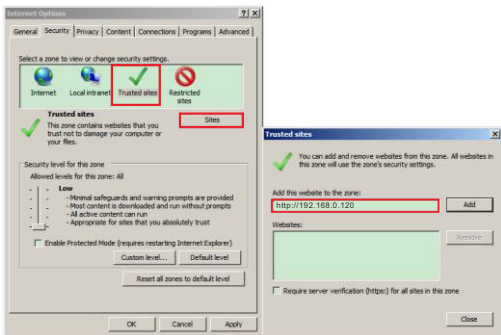 Internet Options
General Security Privacy Content Connections Programs Advanced
Select a zone to view or change security settings.
Internet Local intranet Trusted sites Restricted sites
Trusted sites
This zone contains websites that you
trust not to damage your computer or
your files.
Sites
Security level for this zone
Allowed levels for this zone: All
Low
- Minimal safeguards and warning prompts are provided
- Most content is downloaded and run without prompts
- All active content can run
- Appropriate for sites that you absolutely trust
Enable Protected Mode (requires restarting Internet Explorer)
Custom level... Default level
Reset all zones to default level
OK Cancel Apply
Trusted sites
You can add and remove websites from this zone. All websites in
this zone will use the zone's security settings.
Add this website to the zone:
http://192.168.0.120 Add
Websites:
Remove
Require server verification (https:) for all sites in this zone
Close